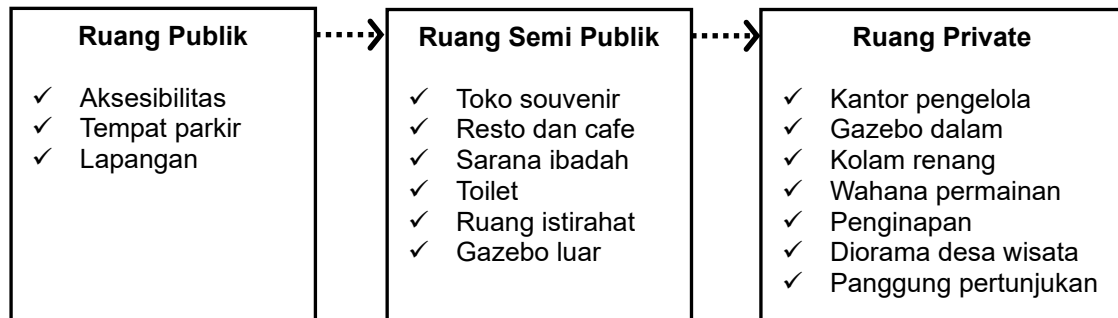 Ruang Publik
✓ Aksesibilitas
✓ Tempat parkir
✓ Lapangan
Ruang Semi Publik
✓ Toko souvenir
✓ Resto dan cafe
✓ Sarana ibadah
✓ Toilet
✓ Ruang istirahat
✓ Gazebo luar
Ruang Private
✓ Kantor pengelola
✓ Gazebo dalam
✓ Kolam renang
✓ Wahana permainan
✓ Penginapan
✓ Diorama desa wisata
✓ Panggung pertunjukan